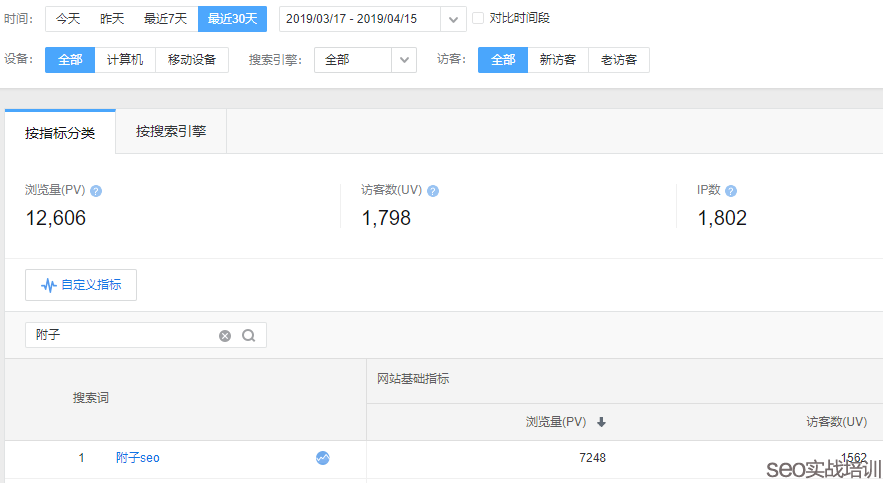 时间: 今天 昨天 最近7天 最近30天 2019/03/17 - 2019/04/15 对比时间段
设备: 全部 计算机 移动设备 搜索引擎: 全部 访客: 全部 新访客 老访客
按指标分类 按搜索引擎
浏览量(PV) ? 访客数(UV) ? IP数 ?
12,606 1,798 1,802
自定义指标
附子
网站基础指标
搜索词
浏览量(PV) 访客数(UV)
1 附子seo 7248 1562
seo实战培训